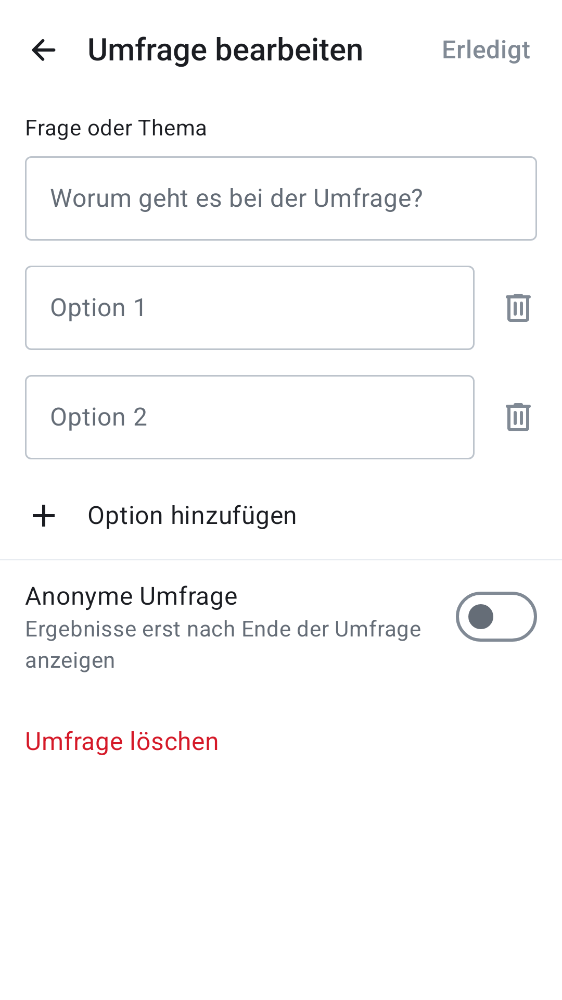 Umfrage bearbeiten
Erledigt
Frage oder Thema
Worum geht es bei der Umfrage?
Option 1
Option 2
Option hinzufügen
Anonyme Umfrage
Ergebnisse erst nach Ende der Umfrage
anzeigen
Umfrage löschen